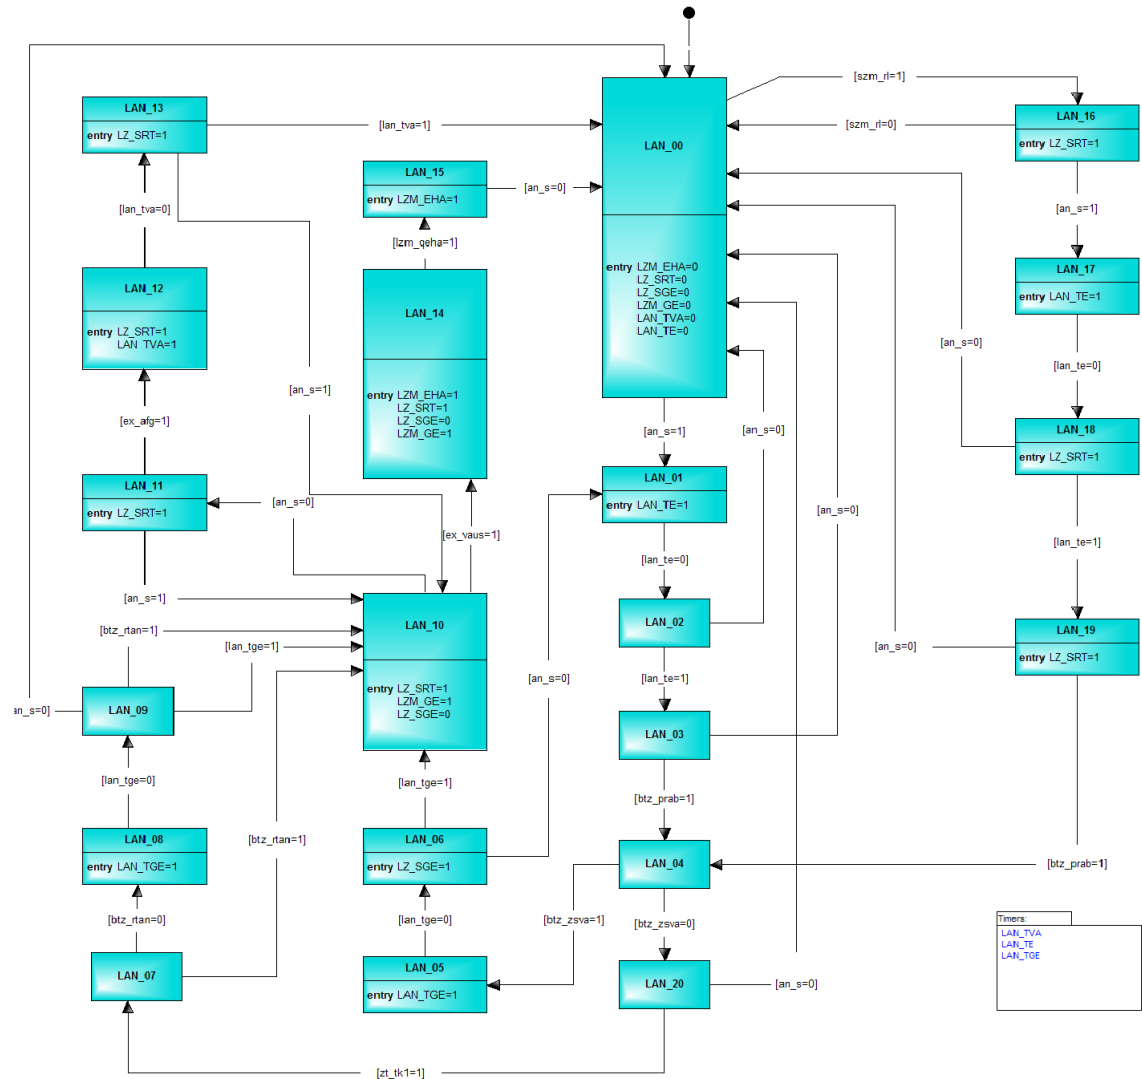 [szm_rl=1]
LAN_13
entry LZ_SRT=1
[lan_tva=1]
[szm_rl=0]
LAN_16
entry LZ_SRT=1
LAN_00
entry LZM_EHA=0
LZ_SRT=0
LZ_SGE=0
LZM_GE=0
LAN_TVA=0
LAN_TE=0
LAN_15
entry LZM_EHA=1
[an_s=0]
[lan_tva=0]
[an_s=1]
[lzm_qeha=1]
LAN_17
entry LAN_TE=1
LAN_12
entry LZ_SRT=1
LAN_TVA=1
LAN_14
entry LZM_EHA=1
LZ_SRT=1
LZ_SGE=0
LZM_GE=1
[an_s=0]
[lan_te=0]
[an_s=1]
[ex_afg=1]
[an_s=1]
[an_s=0]
LAN_18
entry LZ_SRT=1
LAN_11
entry LZ_SRT=1
[an_s=0]
LAN_01
entry LAN_TE=1
[an_s=0]
[ex_vaus=1]
[lan_te=1]
[lan_te=0]
[an_s=1]
LAN_10
entry LZ_SRT=1
LZM_GE=1
LZ_SGE=0
LAN_02
[btz_rtan=1]
[lan_tge=1]
LAN_19
entry LZ_SRT=1
[an_s=0]
[an_s=0]
[lan_te=1]
an_s=0]
LAN_09
LAN_03
[lan_tge=0]
[lan_tge=1]
[btz_prab=1]
LAN_08
entry LAN_TGE=1
[btz_rtan=1]
LAN_06
entry LZ_SGE=1
LAN_04
[btz_prab=1]
[btz_rtan=0]
[lan_tge=0]
[btz_zsva=1]
[btz_zsva=0]
Timers:
LAN_TVA
LAN_TE
LAN_TGE
LAN_07
LAN_05
entry LAN_TGE=1
LAN_20
[an_s=0]
[zt_tk1=1]